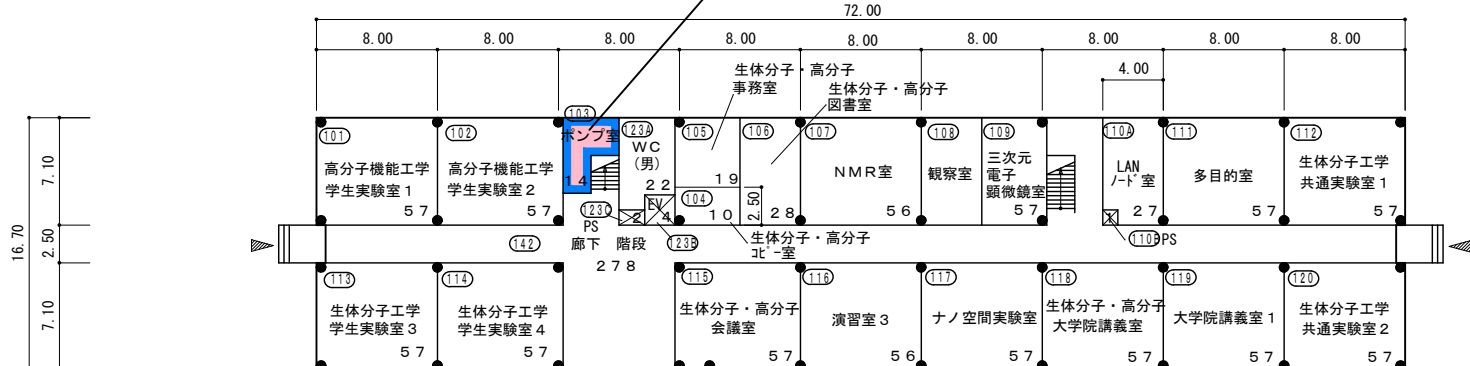 72.00
8.00 8.00 8.00 8.00 8.00 8.00 8.00 8.00 8.00
4.00
生体分子・高分子
事務室
生体分子・高分子
図書室
16.70
7.10
2.50
7.10
101
高分子機能工学
学生実験室1
57
102
高分子機能工学
学生実験室2
57
103
ポンプ室
14
123A
WC
(男)
22
123C
2
PS
EV
4
123B
105
19
104
10
106
2.50
28
生体分子・高分子
コピー室
107
NMR室
56
108
観察室
109
三次元
電子
顕微鏡室
57
110A
LAN
ノード室
27
1
110B PS
111
多目的室
57
112
生体分子工学
共通実験室1
57
142
廊下 階段
278
113
生体分子工学
学生実験室3
57
114
生体分子工学
学生実験室4
57
115
生体分子・高分子
会議室
57
116
演習室3
56
117
ナノ空間実験室
57
118
生体分子・高分子
大学院講義室
57
119
大学院講義室1
57
120
生体分子工学
共通実験室2
57